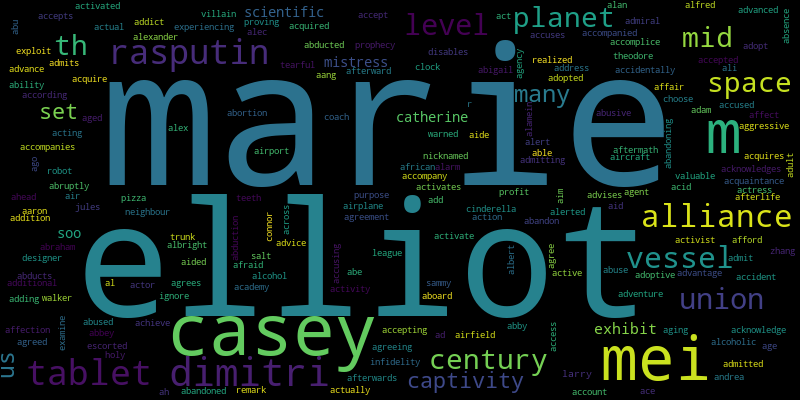 activated villain scientific planet alan alfred advanced
abu accepts actual addict experiencing proving acquired accept act admiral
th alexander alec level accuses accompanied mid absence
exploit admits rasputin abducted prophecy disables agency accomplice theodore adopt accepted
advance acquire mistress tearful afterward clock abigail realized address accidentally ali space
ability aang adopted affair choose
according set aged abortion coach r many adam accused affect
acting alex catherine alamein abusive m aggressive
accompanies nicknamed warned aide alert able abandoning acknowledges
marie
ago robot airport african alarm admitting aftermath aircraft valuable acquires adult
abruptly accompany acquaintance
ahead air pizza teeth activates profit aim advises agent acid actress afterlife
addition aaron jules neighbour purpose add cinderella aid alliance
soo trunk connor across airplane agreement action abandon alerted activist afford
abraham designer albright abduction advice accusing league activate albert agree abuse vessel admit zhang
elliot
abducts aided salt afraid abe sammy active adoptive advantage accident
additional al actor agrees alcohol activity aboard adventure union
adding walker ignore academy
affection abused achieve casey accepting ad airfield abby access exhibit aging acknowledge
agreed examine abbey agreeing alcoholic age
us escorted holy infidelity century mei admitted
tablet dimitri afterwards captivity larry andrea
ah abandoned remark actually account ace